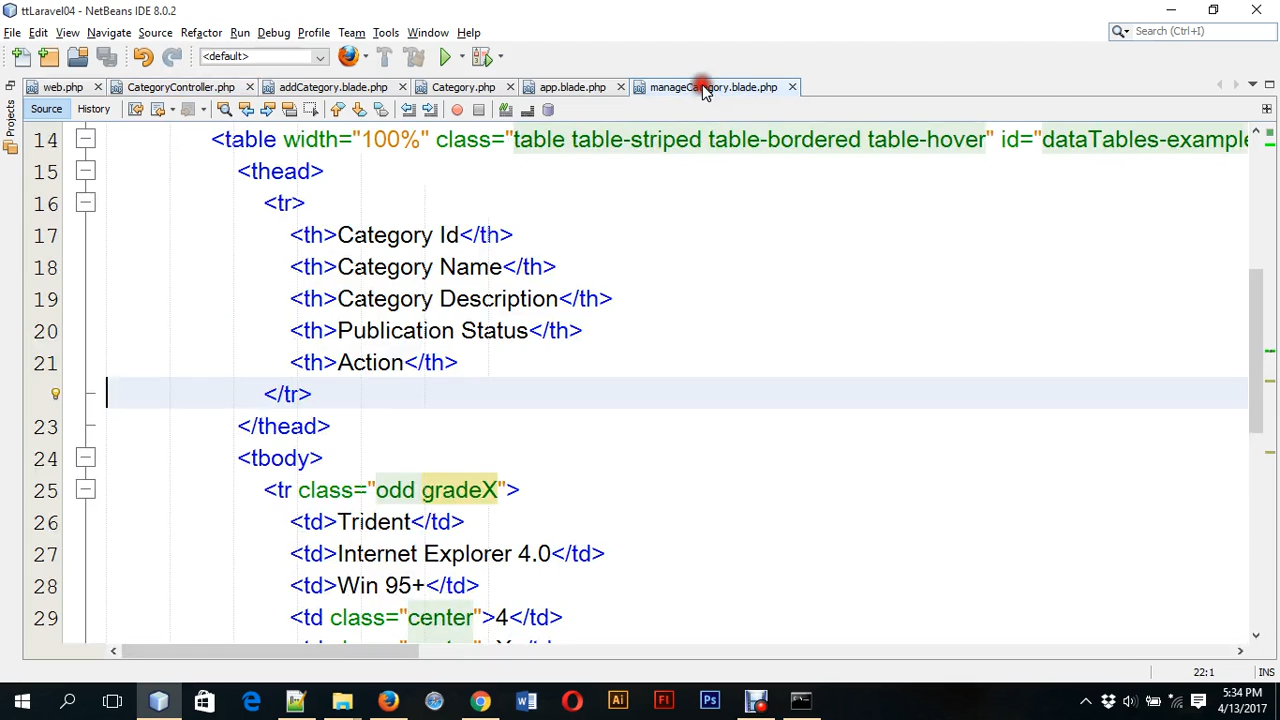 ttLaravel04 - NetBeans IDE 8.0.2
File Edit View Navigate Source Refactor Run Debug Profile Team Tools Window Help
Search (Ctrl+I)
<default>
web.php CategoryController.php addCategory.blade.php Category.php app.blade.php manageCategory.blade.php
Source History
Projects
14 <table width="100%" class="table table-striped table-bordered table-hover" id="dataTables-example
15 <thead>
16 <tr>
17 <th>Category Id</th>
18 <th>Category Name</th>
19 <th>Category Description</th>
20 <th>Publication Status</th>
21 <th>Action</th>
</tr>
23 </thead>
24 <tbody>
25 <tr class="odd gradeX">
26 <td>Trident</td>
27 <td>Internet Explorer 4.0</td>
28 <td>Win 95+</td>
29 <td class="center">4</td>
22:1 INS
5:34 PM
4/13/2017